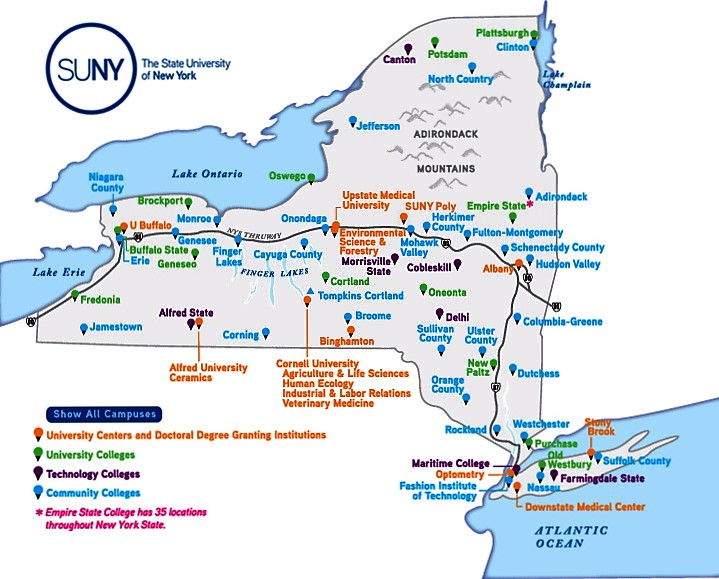 SUNY
The State University
of New York
Plattsburgh
Clinton
Canton
Potsdam
North Country
Lake
Champlain
Jefferson
ADIRONDACK
MOUNTAINS
Lake Ontario
Oswego
Niagara
County
Brockport
Upstate Medical
University
SUNY Poly
Empire State*
Adirondack
U Buffalo
Monroe
Onondaga
Herkimer
County
Genesee
NYS THRUWAY
Environmental
Science &
Forestry
Mohawk
Valley
Fulton-Montgomery
Buffalo State
Erie
Geneseo
Finger
Lakes
Cayuga County
Morrisville
State
Cobleskill
Schenectady County
Albany
Hudson Valley
Lake Erie
FINGER LAKES
Cortland
Tompkins Cortland
Oneonta
Fredonia
Jamestown
Alfred State
Corning
Broome
Binghamton
Delhi
Sullivan
County
Ulster
County
Columbia-Greene
Alfred University
Ceramics
Cornell University
Agriculture & Life Sciences
Human Ecology
Industrial & Labor Relations
Veterinary Medicine
New
Paltz
Dutchess
Orange
County
87
Show All Campuses
University Centers and Doctoral Degree Granting Institutions
University Colleges
Technology Colleges
Community Colleges
* Empire State College has 35 locations
throughout New York State.
Rockland
Westchester
Purchase
Stony
Brook
Old
Westbury
Suffolk County
Maritime College
Optometry
Fashion Institute
of Technology
Nassau
Farmingdale State
Downstate Medical Center
ATLANTIC
OCEAN